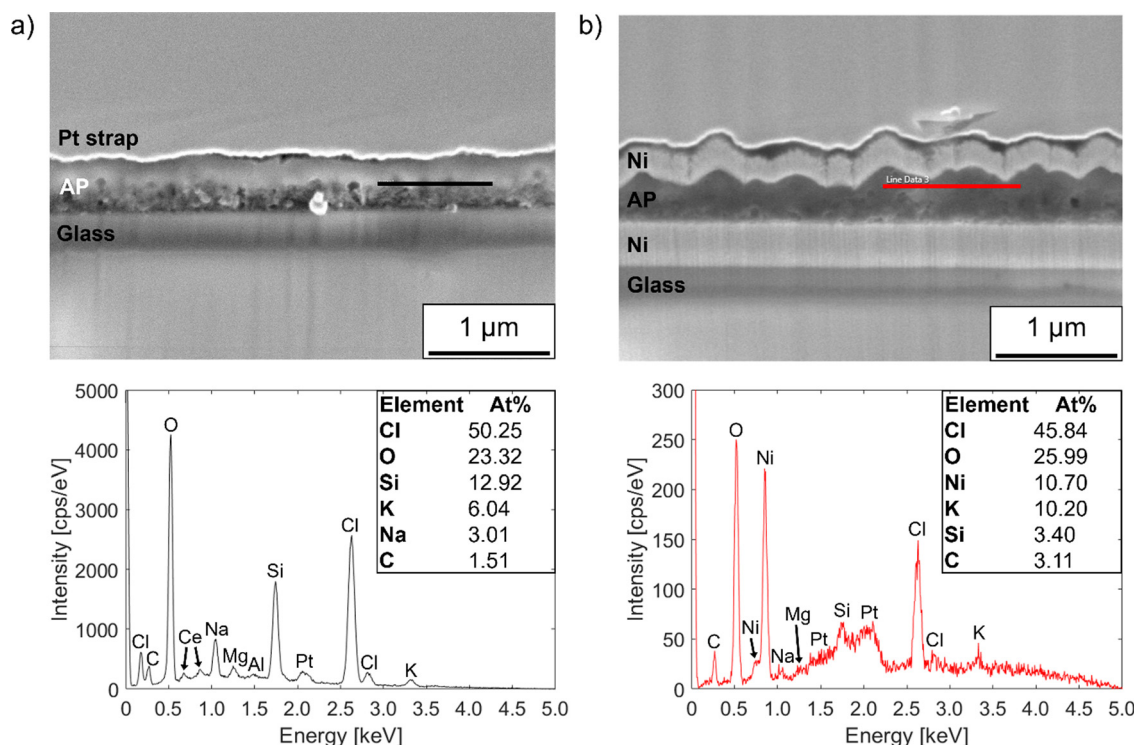 a)
Pt strap
AP
Glass
1 µm
b)
Ni
Line Data 3
AP
Ni
Glass
1 µm
5000
4000
3000
2000
1000
0
Intensity [cps/eV]
O
Cl
C
Ce
Na
Mg
Al
Si
Pt
Cl
Cl
K
Element At%
Cl 50.25
O 23.32
Si 12.92
K 6.04
Na 3.01
C 1.51
0 0.5 1.0 1.5 2.0 2.5 3.0 3.5 4.0 4.5 5.0
Energy [keV]
300
250
200
150
100
50
0
Intensity [cps/eV]
O
Ni
C
Ni
Na
Mg
Pt
Si
Pt
Cl
Cl
K
Element At%
Cl 45.84
O 25.99
Ni 10.70
K 10.20
Si 3.40
C 3.11
0 0.5 1.0 1.5 2.0 2.5 3.0 3.5 4.0 4.5 5.0
Energy [keV]